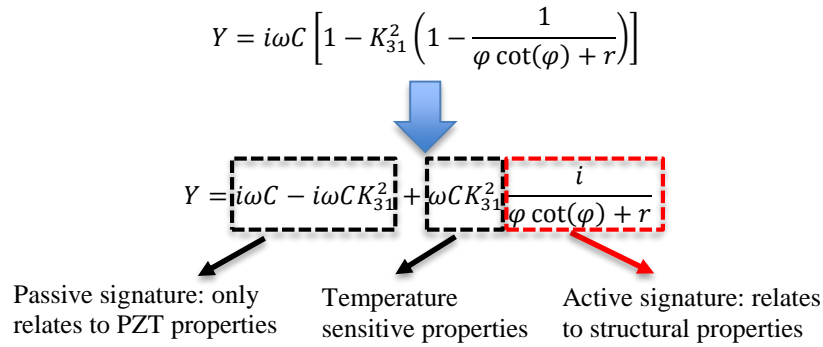 Y = iωC [1 − K₃₁² (1 − 1 / (φ cot(φ) + r))]
Y = iωC − iωCK₃₁² + ωCK₃₁² i / (φ cot(φ) + r)
Passive signature: only Temperature Active signature: relates
relates to PZT properties sensitive properties to structural properties